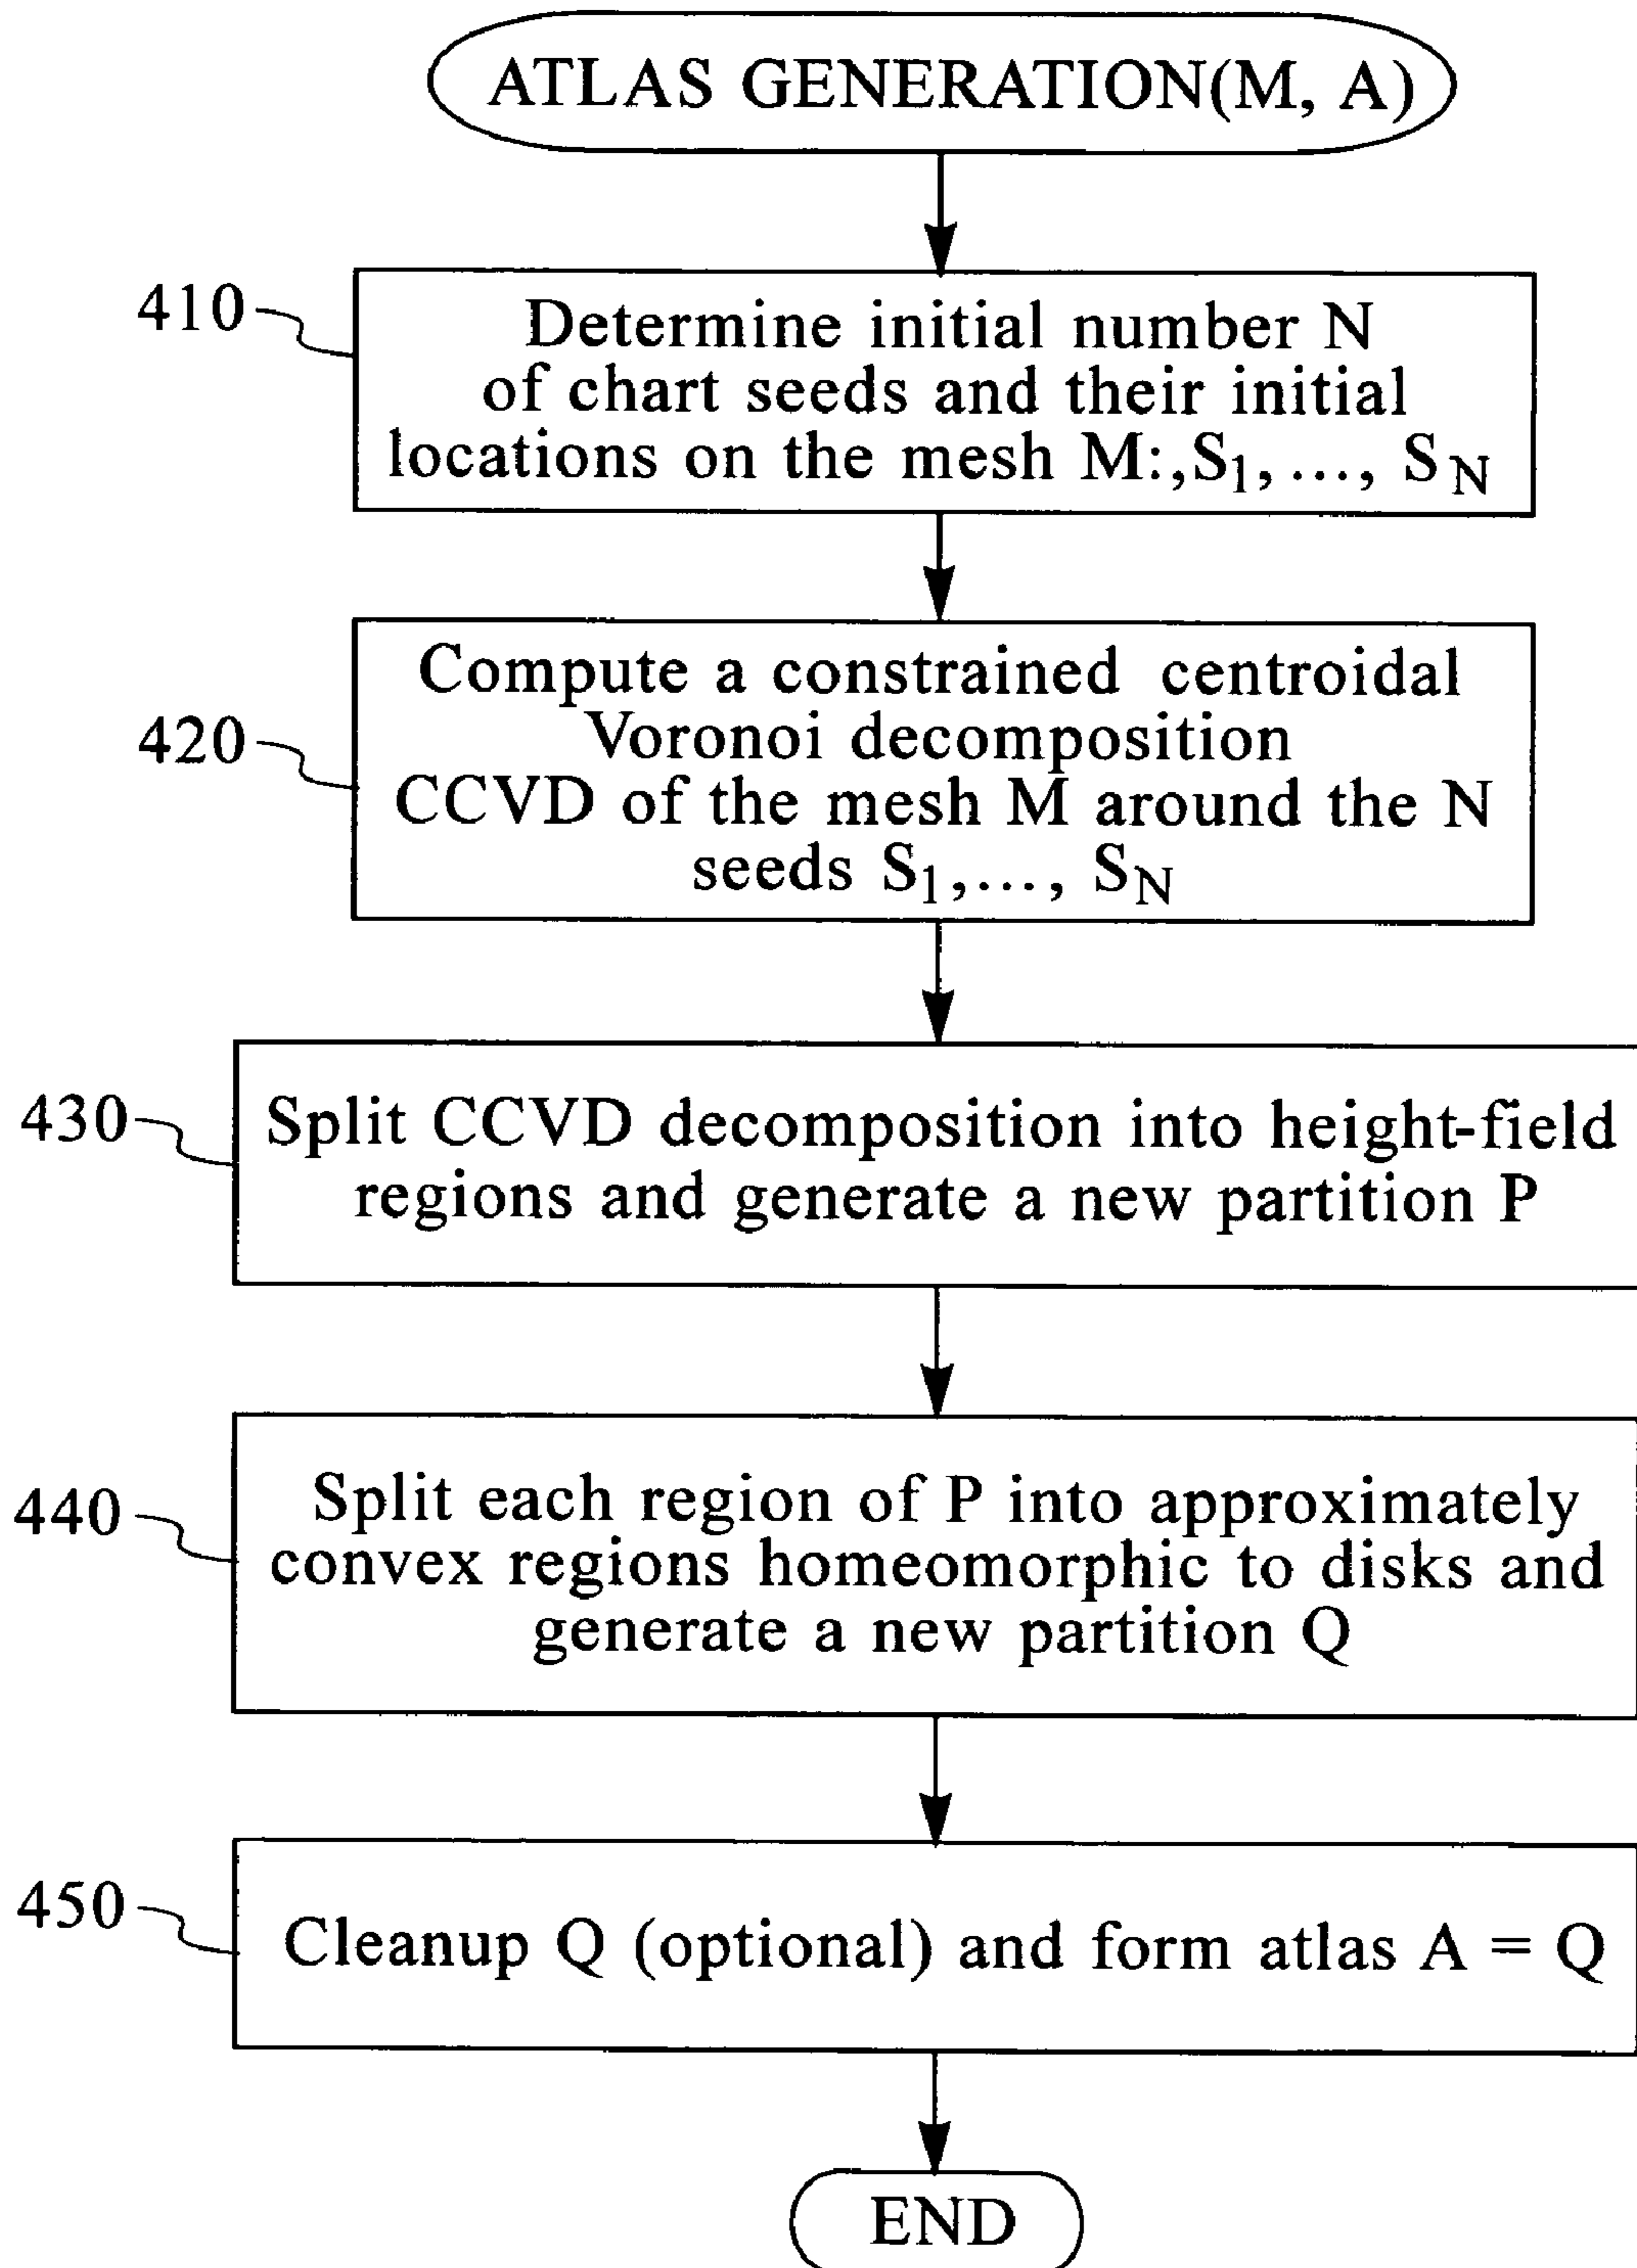 ATLAS GENERATION(M, A)
410
Determine initial number N
of chart seeds and their initial
locations on the mesh M:,S1, ..., SN
420
Compute a constrained centroidal
Voronoi decomposition
CCVD of the mesh M around the N
seeds S1,..., SN
430
Split CCVD decomposition into height-field
regions and generate a new partition P
440
Split each region of P into approximately
convex regions homeomorphic to disks and
generate a new partition Q
450
Cleanup Q (optional) and form atlas A = Q
END